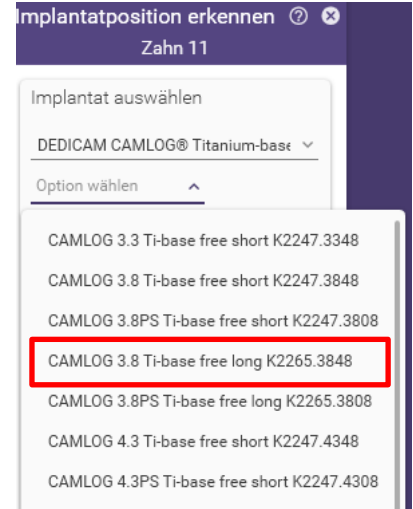 Implantatposition erkennen ?
Zahn 11
Implantat auswählen
DEDICAM CAMLOG® Titanium-base
Option wählen
CAMLOG 3.3 Ti-base free short K2247.3348
CAMLOG 3.8 Ti-base free short K2247.3848
CAMLOG 3.8PS Ti-base free short K2247.3808
CAMLOG 3.8 Ti-base free long K2265.3848
CAMLOG 3.8PS Ti-base free long K2265.3808
CAMLOG 4.3 Ti-base free short K2247.4348
CAMLOG 4.3PS Ti-base free short K2247.4308